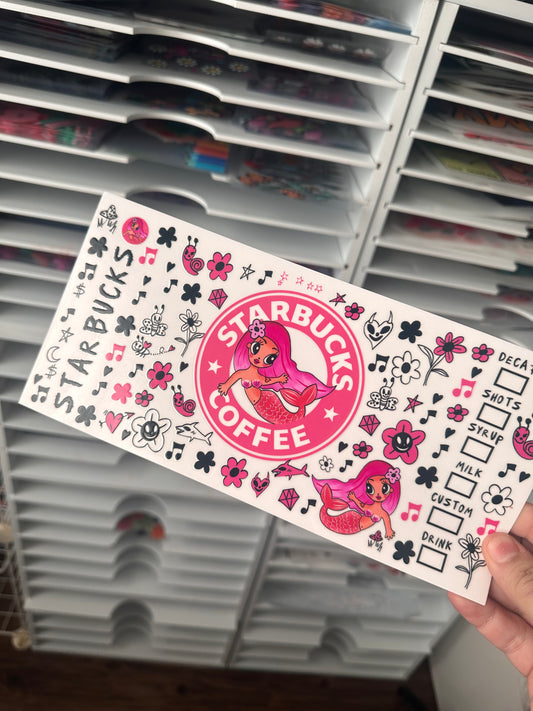 STARBUCKS
STARBUCKS
COFFEE
DECAF
SHOTS
SYRUP
MILK
CUSTOM
DRINK